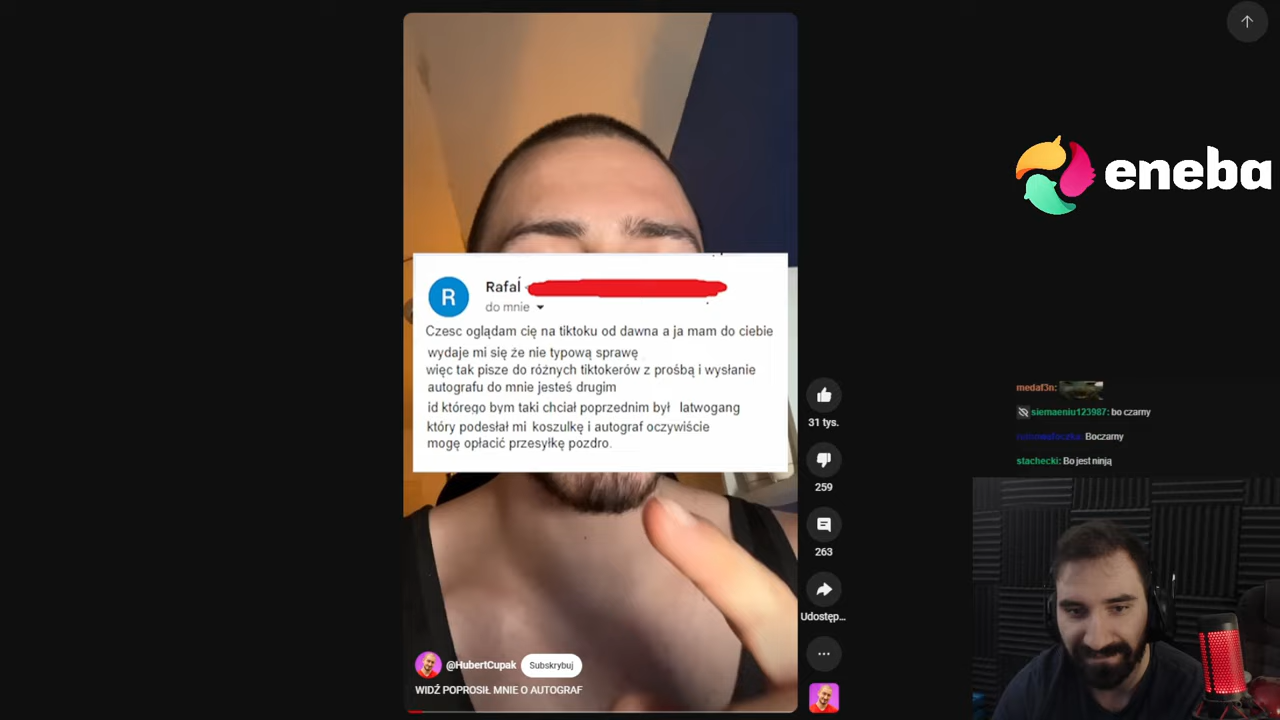 eneba
R
Rafał
do mnie
Czesc oglądam cię na tiktoku od dawna a ja mam do ciebie
wydaje mi się że nie typową sprawę
więc tak pisze do różnych tiktokerów z prośbą i wysłanie
autografu do mnie jesteś drugim
id którego bym taki chciał poprzednim był latwogang
który podesłał mi koszulkę i autograf oczywiście
mogę opłacić przesyłkę pozdro.
31 tys.
259
263
Udostęp...
@HubertCupak
Subskrybuj
WIDŹ POPROSIŁ MNIE O AUTOGRAF
medaf3n:
siemaeniu123987: bo czarny
Boczarny
stachecki: Bo jest ninją